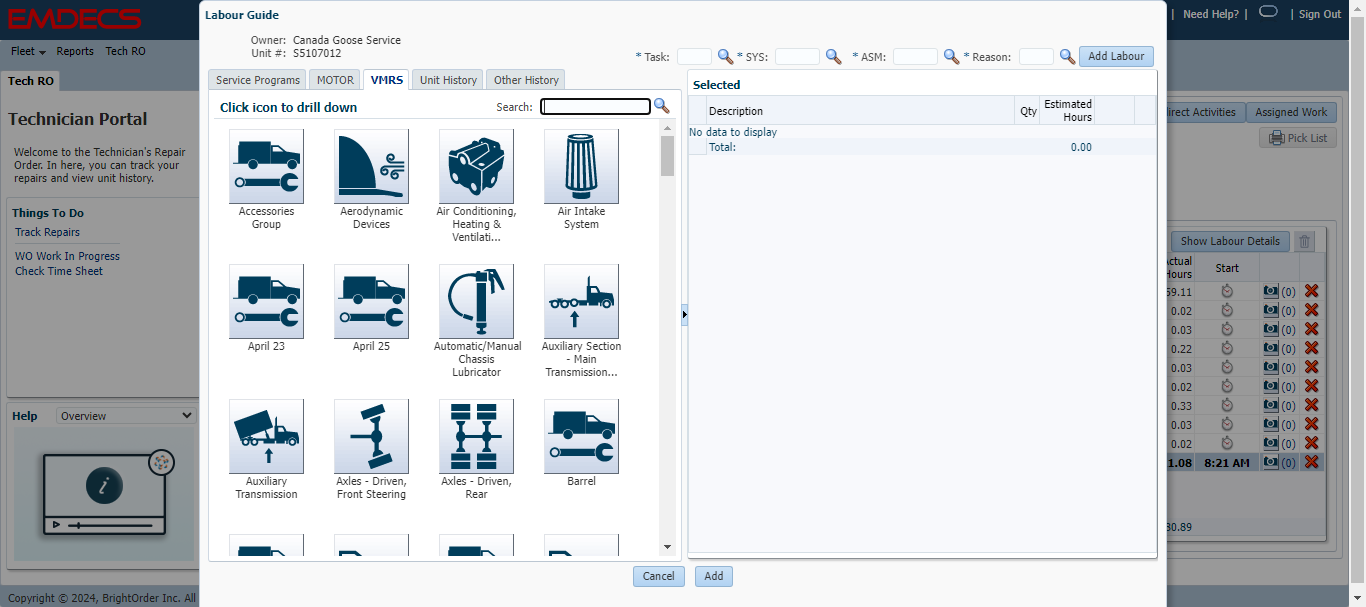 EMDECS
Need Help? |
| Sign Out
Fleet
Reports
Tech RO
Tech RO
Technician Portal
Welcome to the Technician's Repair
Order. In here, you can track your
repairs and view unit history.
Things To Do
Track Repairs
WO Work In Progress
Check Time Sheet
Help
Overview
Copyright © 2024, BrightOrder Inc. All
Labour Guide
Owner: Canada Goose Service
Unit #: S5107012
* Task:
* SYS:
* ASM:
* Reason:
Add Labour
Service Programs
MOTOR
VMRS
Unit History
Other History
Click icon to drill down
Search:
Accessories
Group
Aerodynamic
Devices
Air Conditioning,
Heating &
Ventilati...
Air Intake
System
April 23
April 25
Automatic/Manual
Chassis
Lubricator
Auxiliary Section
- Main
Transmission...
Auxiliary
Transmission
Axles - Driven,
Front Steering
Axles - Driven,
Rear
Barrel
Selected
Description
Qty
Estimated
Hours
No data to display
Total:
0.00
Cancel
Add
Activities
Assigned Work
Pick List
Show Labour Details
Hours
Start
(0)
0.02
(0)
0.03
(0)
0.22
(0)
0.03
(0)
0.02
(0)
0.33
(0)
0.03
(0)
0.02
(0)
8:21 AM
(0)